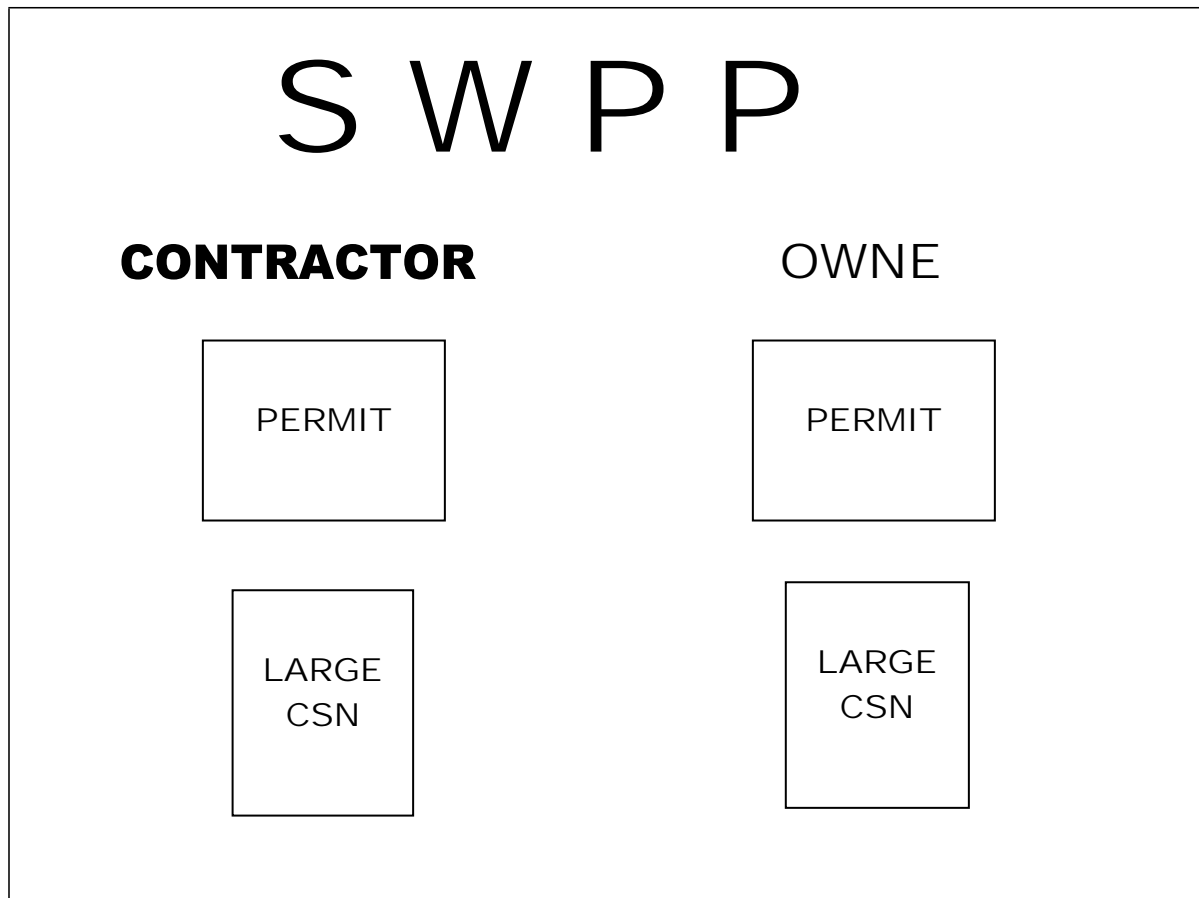 S W P P
CONTRACTOR OWNE
PERMIT PERMIT
LARGE LARGE
CSN CSN